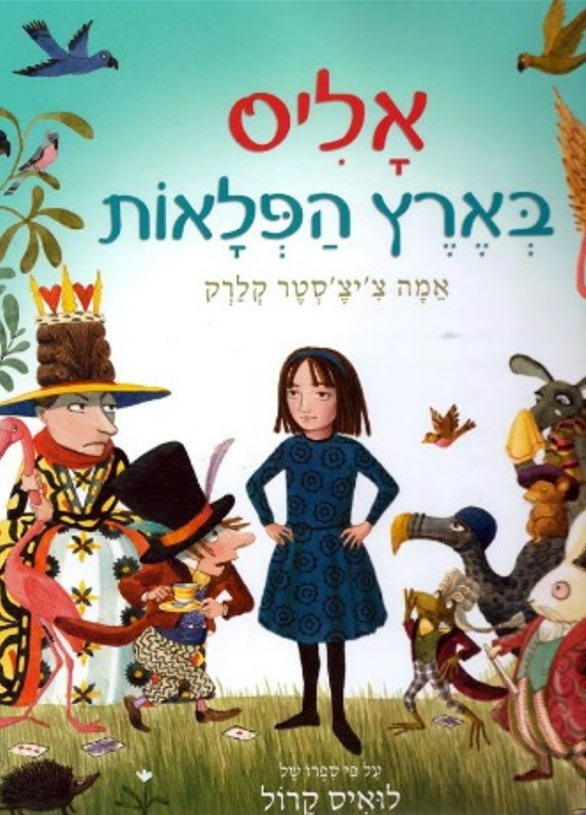 אָלִיס
בְּאֶרֶץ הַפְּלָאוֹת
אֵמָה צִ'יצֶ'סְטֶר קְלַרְק
עַל פִּי סִפְרוֹ שֶׁל
לוּאִיס קָרוֹל